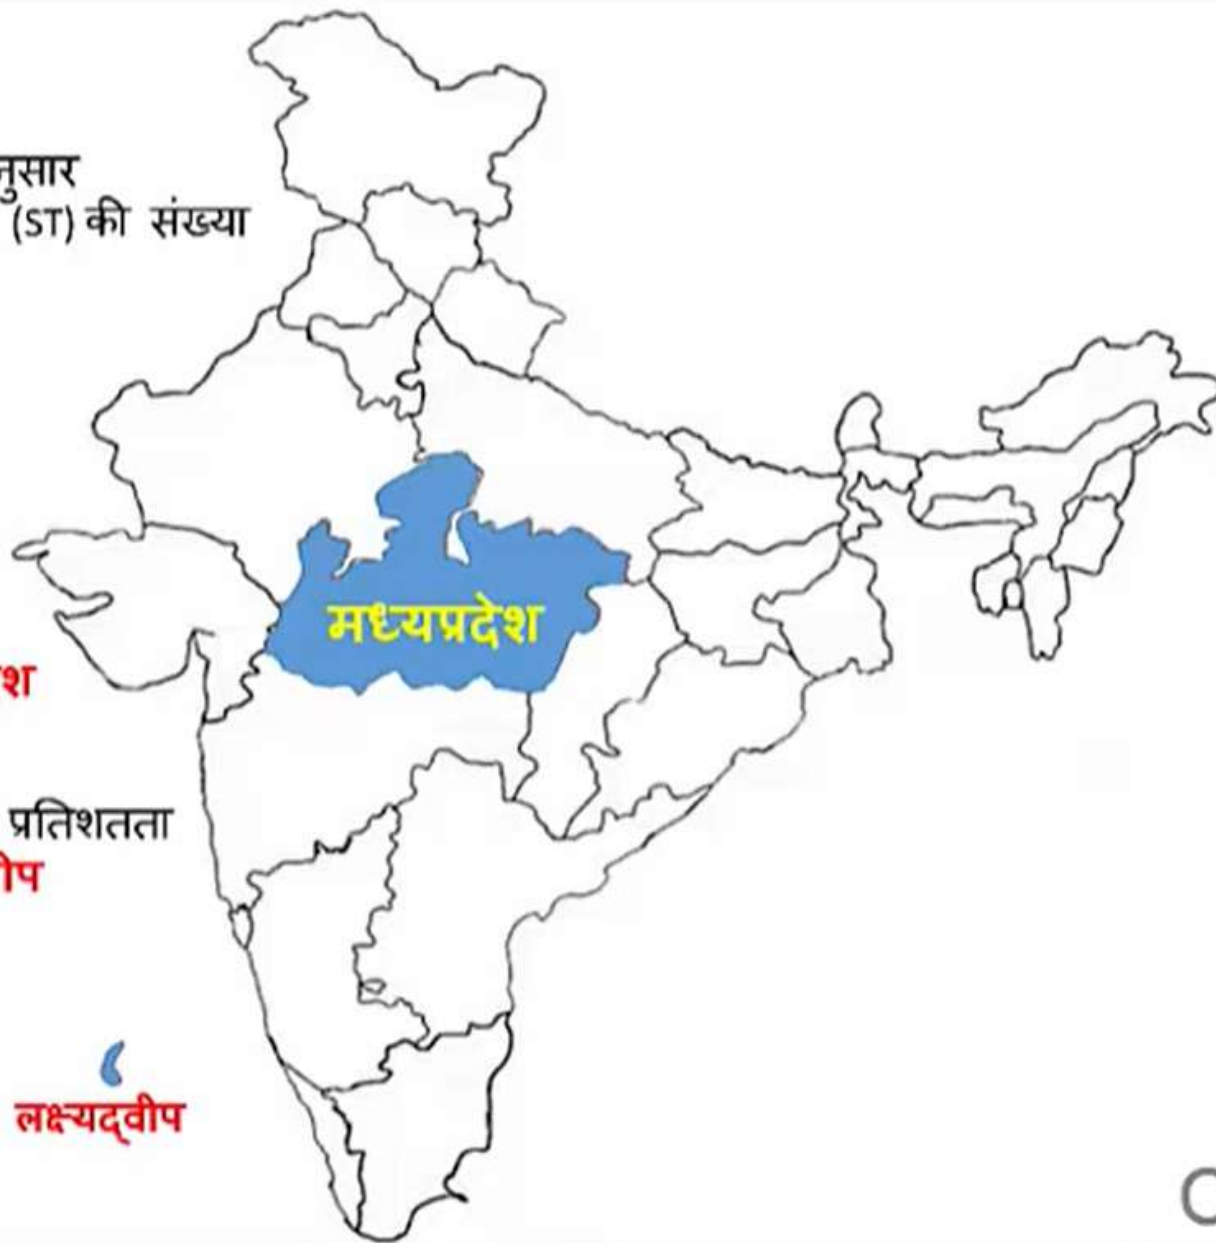 नुसार
(ST) की संख्या
मध्यप्रदेश
श
प्रतिशतता
ीप
लक्ष्यद्वीप
C